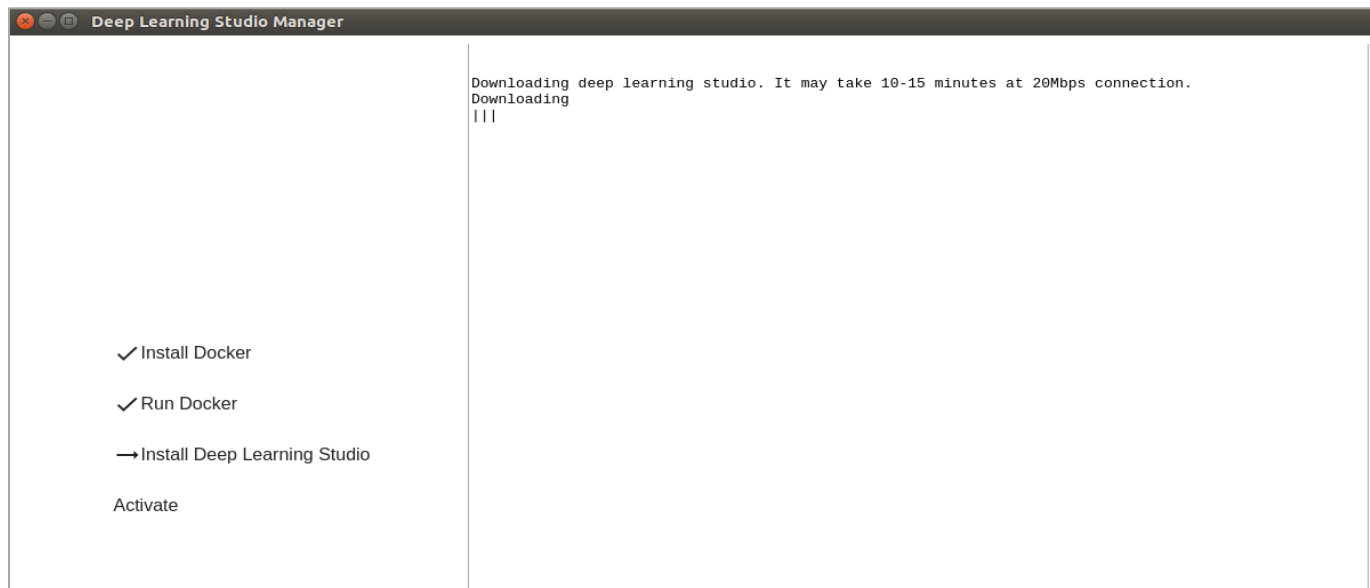 Deep Learning Studio Manager
Downloading deep learning studio. It may take 10-15 minutes at 20Mbps connection.
Downloading
|||
Install Docker
Run Docker
Install Deep Learning Studio
Activate